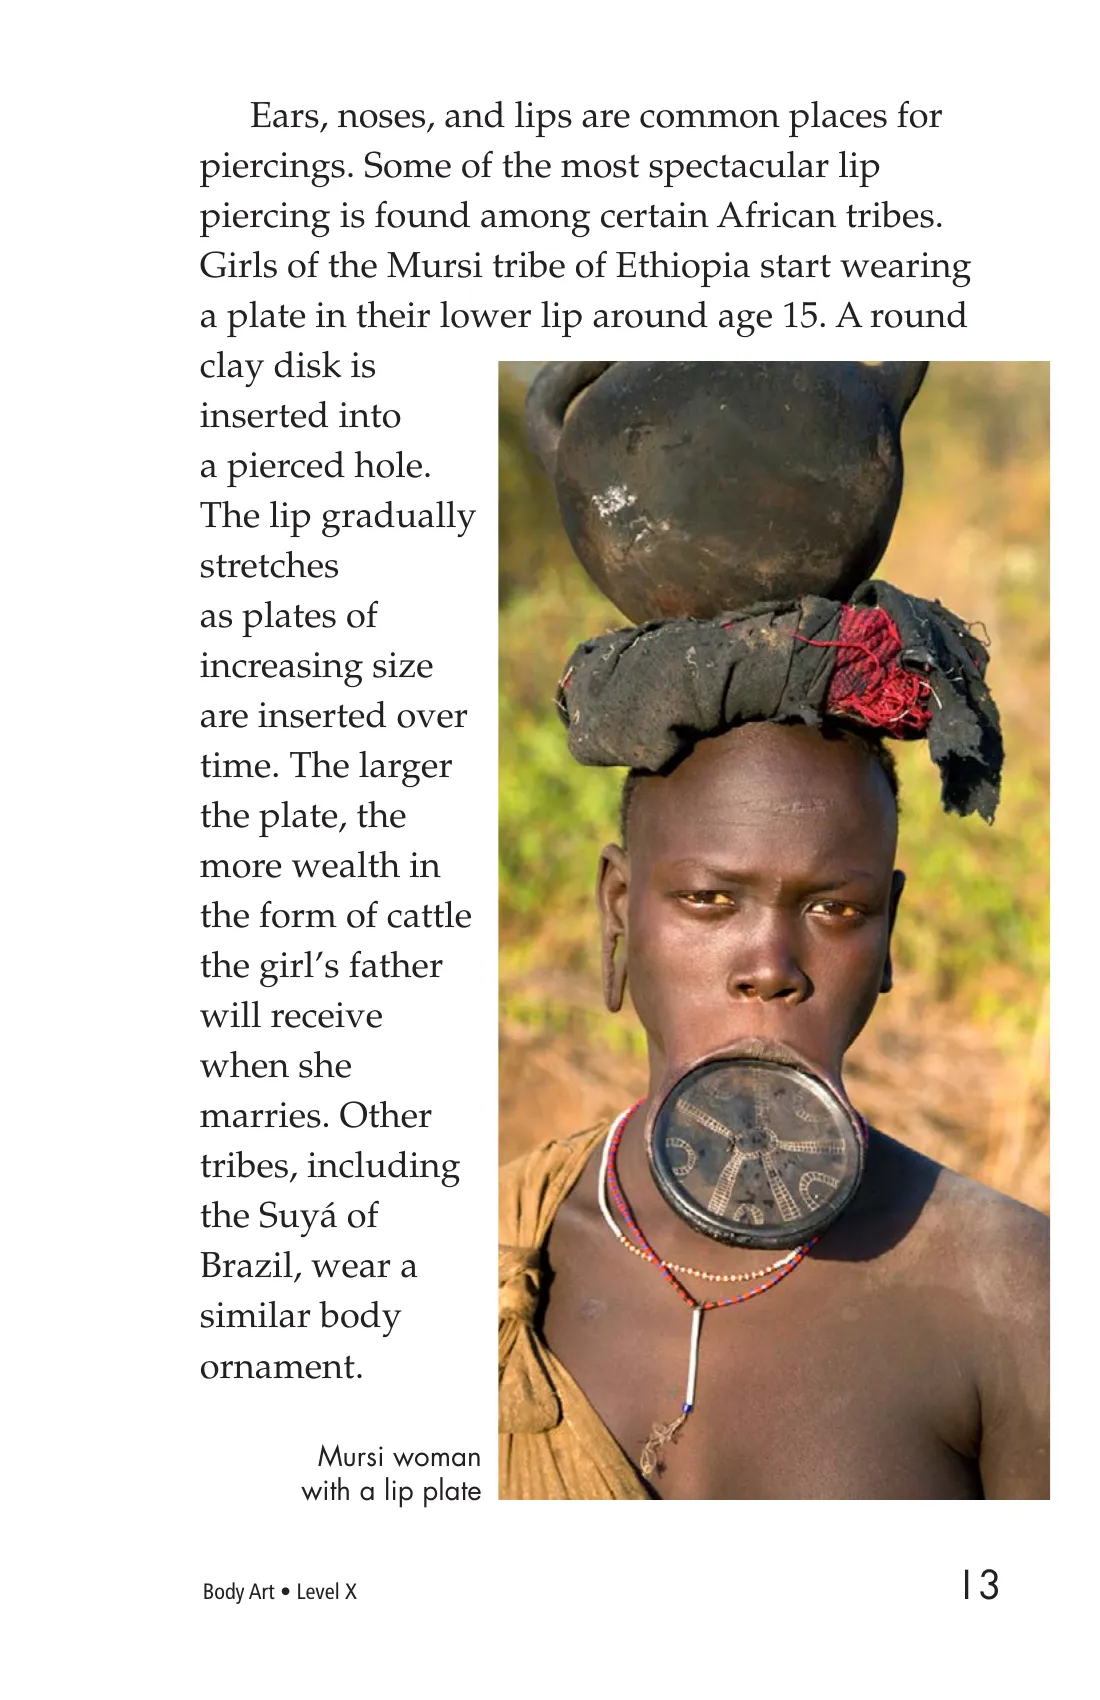 Ears, noses, and lips are common places for
piercings. Some of the most spectacular lip
piercing is found among certain African tribes.
Girls of the Mursi tribe of Ethiopia start wearing
a plate in their lower lip around age 15. A round
clay disk is
inserted into
a pierced hole.
The lip gradually
stretches
as plates of
increasing size
are inserted over
time. The larger
the plate, the
more wealth in
the form of cattle
the girl’s father
will receive
when she
marries. Other
tribes, including
the Suyá of
Brazil, wear a
similar body
ornament.
Mursi woman
with a lip plate
Body Art • Level X
13